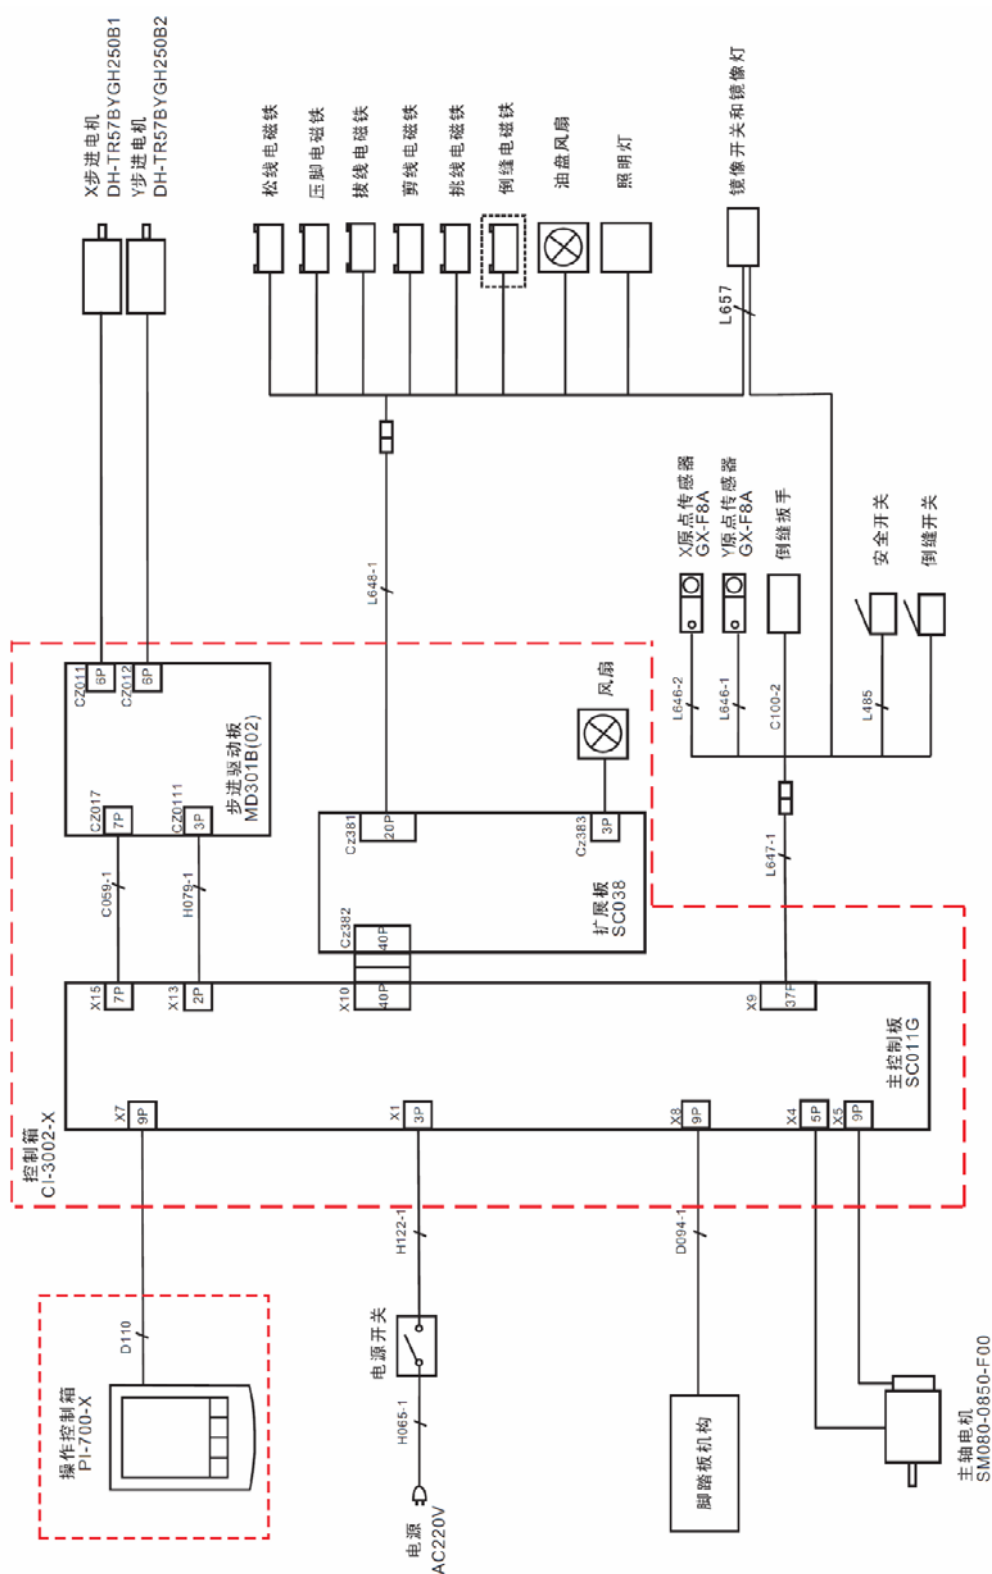 X步进电机
DH-TR57BYGH250B1
Y步进电机
DH-TR57BYGH250B2
松线电磁铁
压脚电磁铁
拔线电磁铁
剪线电磁铁
挑线电磁铁
倒缝电磁铁
油盘风扇
照明灯
镜像开关和镜像灯
L657
L648-1
X原点传感器
GX-F8A
Y原点传感器
GX-F8A
倒缝扳手
安全开关
倒缝开关
L646-2
L646-1
C100-2
L485
L647-1
CZ011
6P
CZ012
6P
步进驱动板
MD301B(02)
CZ017
7P
CZ0111
3P
C059-1
H079-1
风扇
Cz381
20P
Cz383
3P
Cz382
40P
扩展板
SC038
X15
7P
X13
2P
X10
40P
X9
37P
主控制板
SC011G
X7
9P
X1
3P
X8
9P
X4
5P
X5
9P
控制箱
CI-3002-X
D110
H122-1
D094-1
操作控制箱
PI-700-X
电源开关
H065-1
电源
AC220V
脚踏板机构
主轴电机
SM080-0850-F00